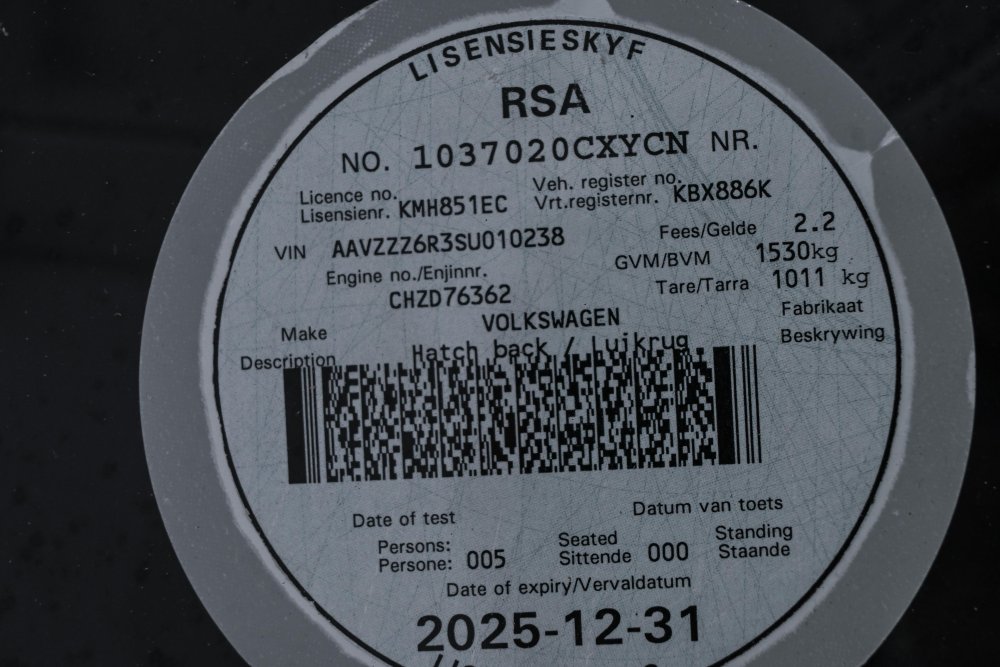 LISENSIESKYF
RSA
NO. 1037020CXYCN NR.
Licence no. Veh. register no.
Lisensienr. KMH851EC Vrt.registernr. KBX886K
VIN AAVZZZ6R3SU010238 Fees/Gelde 2.2
Engine no./Enjinnr. GVM/BVM 1530kg
CHZD76362 Tare/Tarra 1011 kg
Make VOLKSWAGEN Fabrikaat
Description Hatch back / Luikrug Beskrywing
Date of test Datum van toets
Persons: Seated Standing
Persone: 005 Sittende 000 Staande
Date of expiry/Vervaldatum
2025-12-31